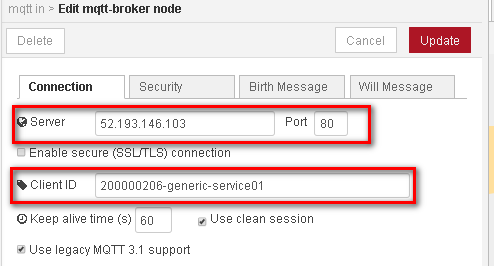 mqtt in > Edit mqtt-broker node
Delete Cancel Update
Connection Security Birth Message Will Message
Server 52.193.146.103 Port 80
Enable secure (SSL/TLS) connection
Client ID 200000206-generic-service01
Keep alive time (s) 60 Use clean session
Use legacy MQTT 3.1 support